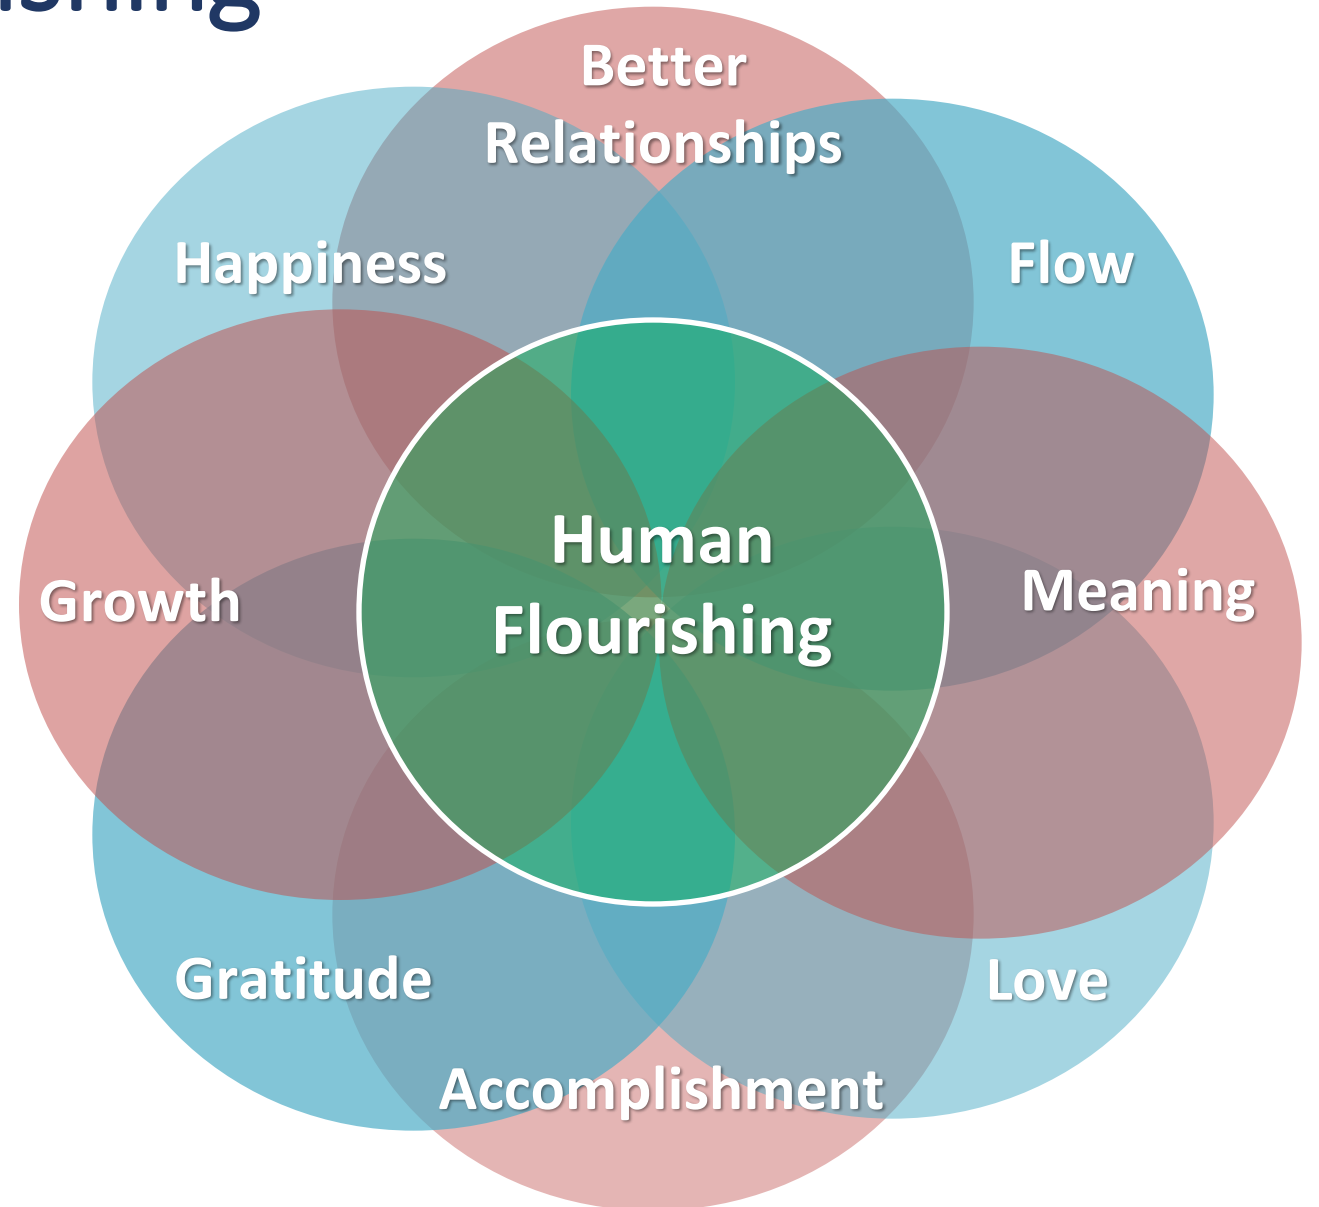 Better
Relationships
Happiness
Flow
Human
Flourishing
Growth
Meaning
Gratitude
Love
Accomplishment